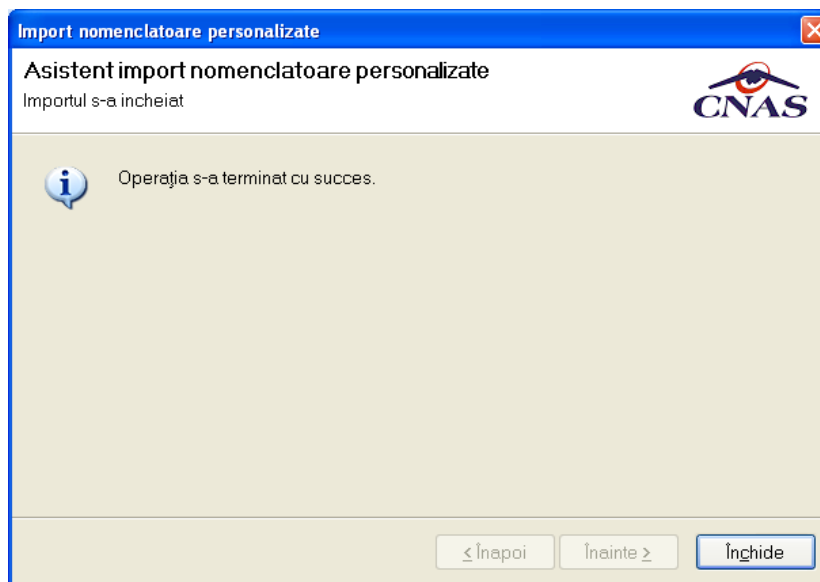 Import nomenclatoare personalizate
Asistent import nomenclatoare personalizate
Importul s-a incheiat
CNAS
Operaţia s-a terminat cu succes.
< Înapoi
Înainte >
Închide